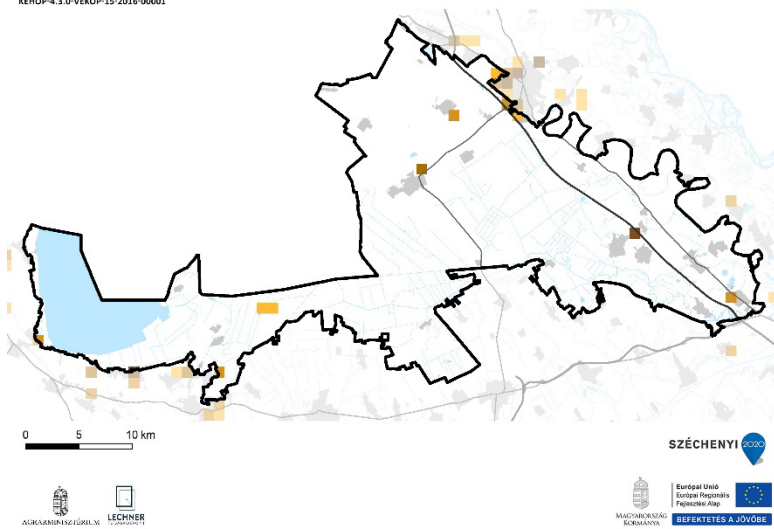 KEHOP-4.3.0-VEKOP-15-2016-00001
0 5 10 km
SZÉCHENYI 2020
AGRÁRMINISZTÉRIUM
LECHNER
MAGYARORSZÁG
KORMÁNYA
Európai Unió
Európai Regionális
Fejlesztési Alap
BEFEKTETÉS A JÖVŐBE